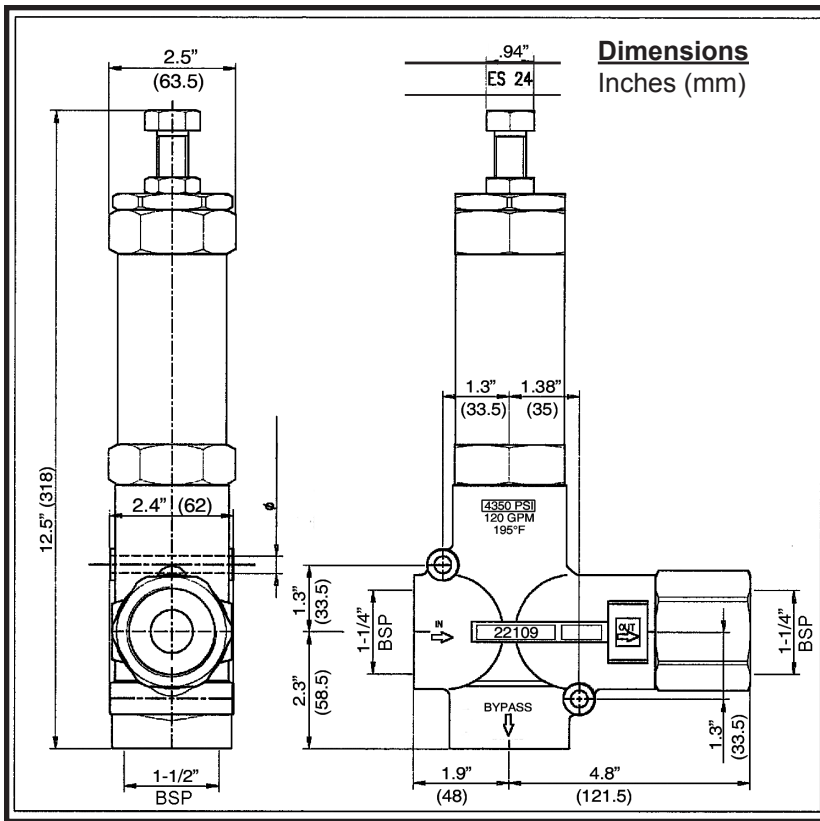 Dimensions
Inches (mm)
2.5”
(63.5)
.94”
ES 24
12.5” (318)
1.3”
(33.5)
1.38”
(35)
2.4” (62)
ø
4350 PSI
120 GPM
195°F
1.3”
(33.5)
2.3”
(58.5)
1-1/4”
BSP
IN
22109
OUT
1-1/4”
BSP
BYPASS
1.3”
(33.5)
1-1/2”
BSP
1.9”
(48)
4.8”
(121.5)